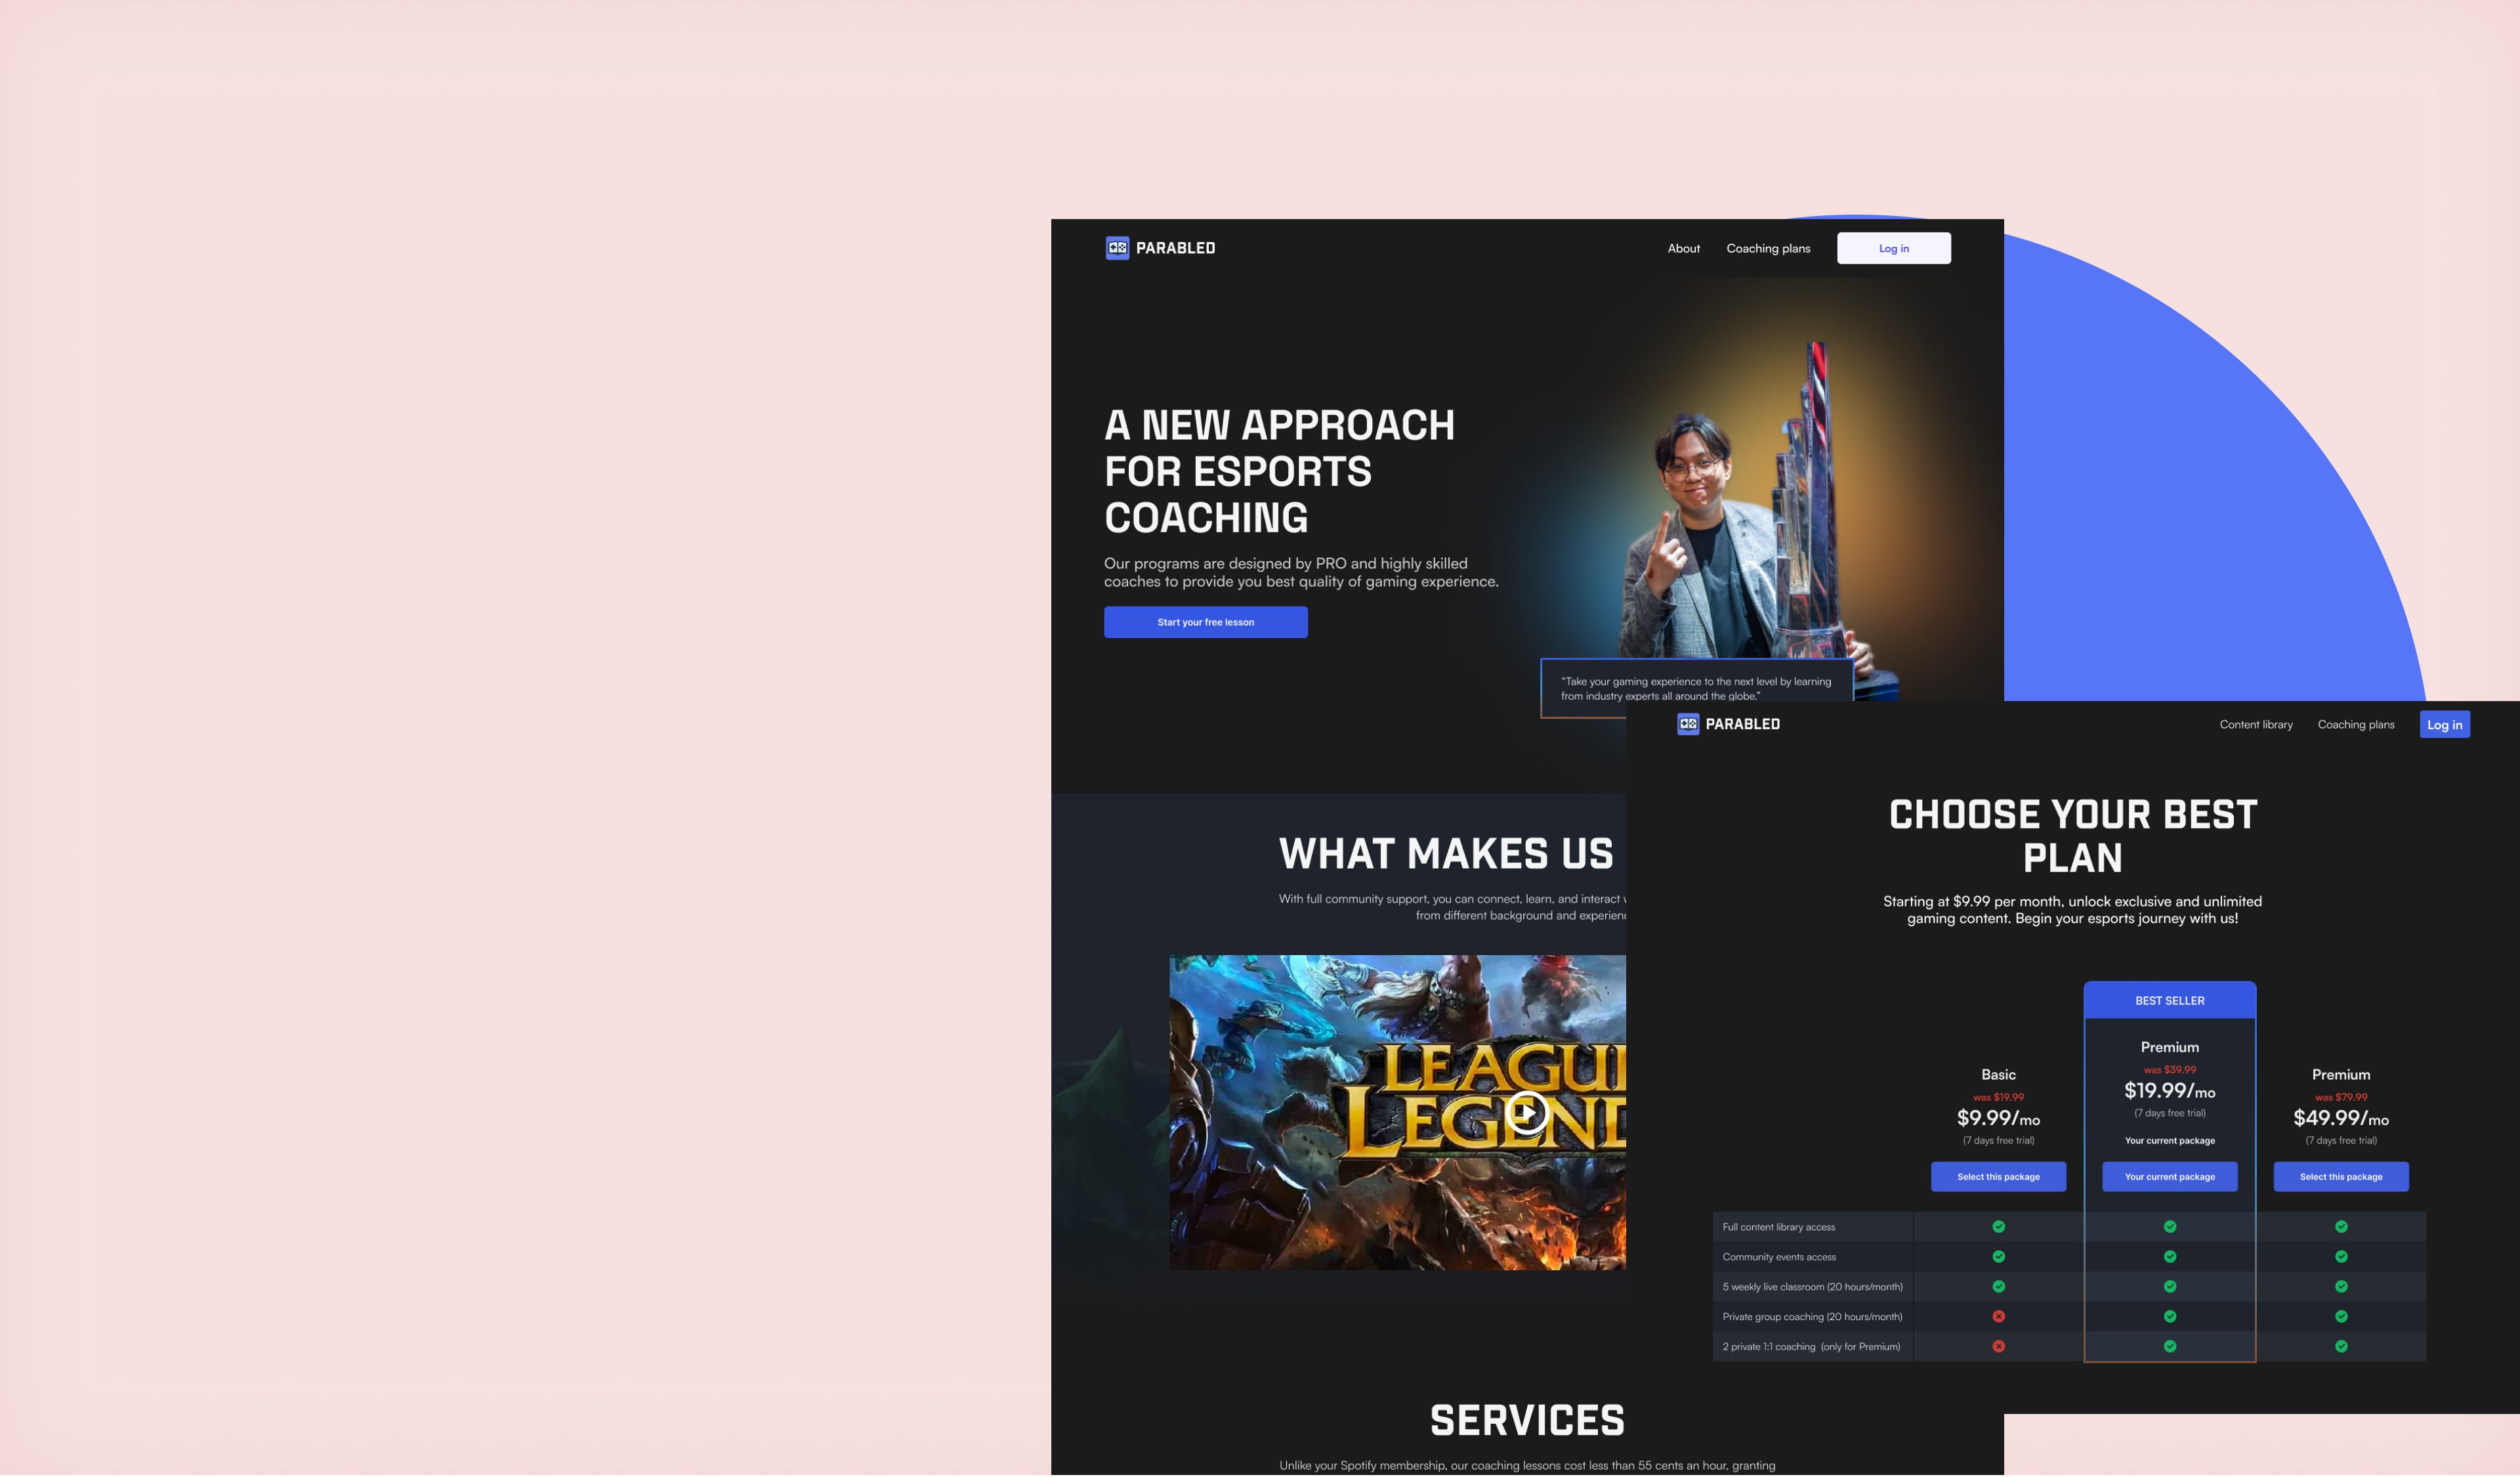 PARABLED
About
Coaching plans
Log in
A NEW APPROACH
FOR ESPORTS
COACHING
Our programs are designed by PRO and highly skilled
coaches to provide you best quality of gaming experience.
Start your free lesson
“Take your gaming experience to the next level by learning
from industry experts all around the globe.”
WHAT MAKES US
With full community support, you can connect, learn, and interact
from different background and
LEGEND
SERVICES
Unlike your Spotify membership, our coaching lessons cost less than 55 cents an hour, granting
PARABLED
Content library
Coaching plans
Log in
CHOOSE YOUR BEST
PLAN
Starting at $9.99 per month, unlock exclusive and unlimited
gaming content. Begin your esports journey with us!
BEST SELLER
Basic
was $19.99
$9.99/mo
(7 days free trial)
Select this package
Premium
was $39.99
$19.99/mo
(7 days free trial)
Your current package
Your current package
Premium
was $79.99
$49.99/mo
(7 days free trial)
Select this package
Full content library access
Community events access
5 weekly live classroom (20 hours/month)
Private group coaching (20 hours/month)
2 private 1:1 coaching (only for Premium)